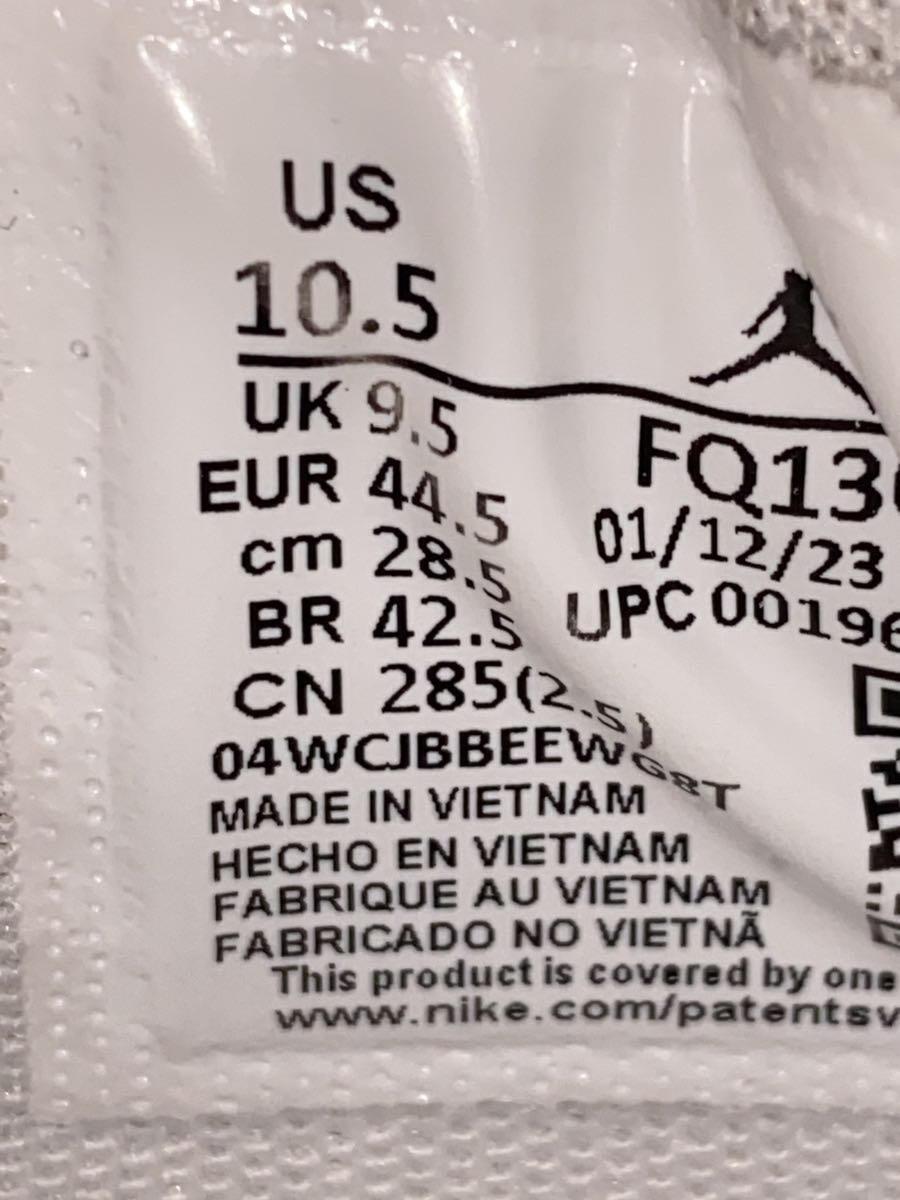 US
10.5
UK 9.5
EUR 44.5
cm 28.5
BR 42.5
CN 285(2.5)
04WCJBBEEWG8T
MADE IN VIETNAM
HECHO EN VIETNAM
FABRIQUE AU VIETNAM
FABRICADO NO VIETNÃ
This product is covered by one
www.nike.com/patents
FQ13
01/12/23
UPC 00196